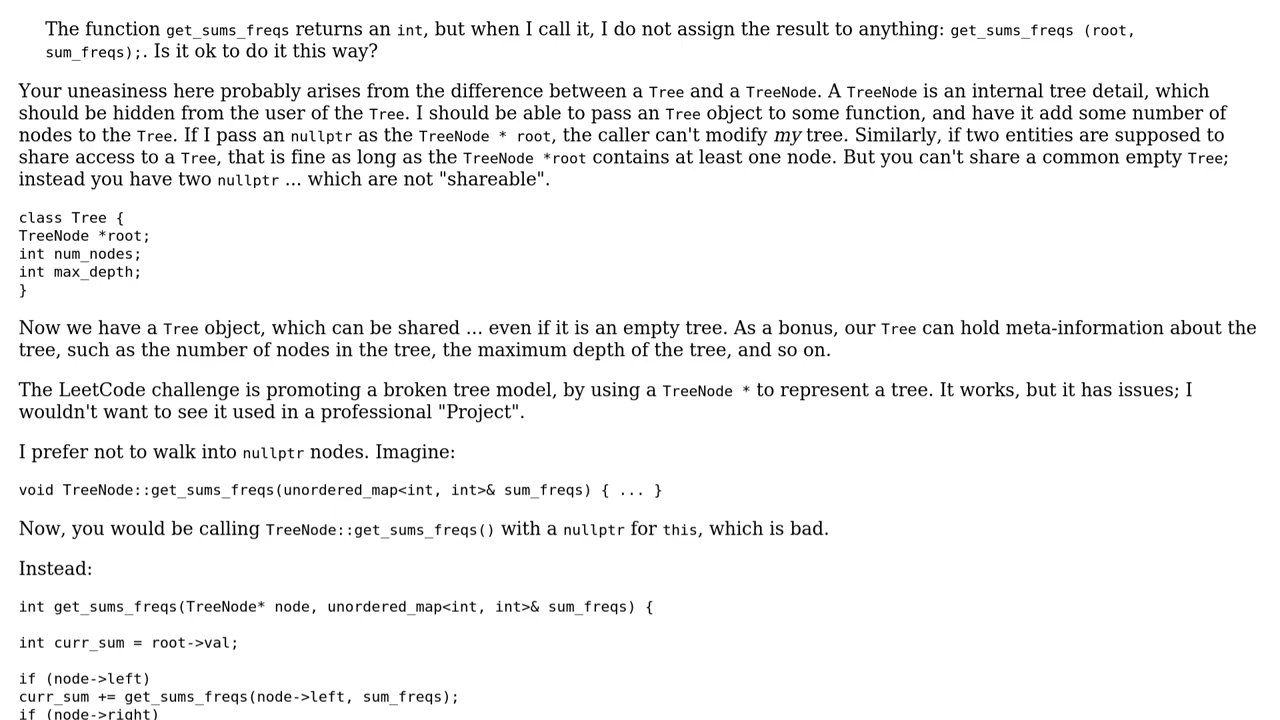 The function get_sums_freqs returns an int, but when I call it, I do not assign the result to anything: get_sums_freqs (root,
sum_freqs);. Is it ok to do it this way?
Your uneasiness here probably arises from the difference between a Tree and a TreeNode. A TreeNode is an internal tree detail, which
should be hidden from the user of the Tree. I should be able to pass an Tree object to some function, and have it add some number of
nodes to the Tree. If I pass an nullptr as the TreeNode * root, the caller can't modify my tree. Similarly, if two entities are supposed to
share access to a Tree, that is fine as long as the TreeNode *root contains at least one node. But you can't share a common empty Tree;
instead you have two nullptr ... which are not "shareable".
class Tree {
TreeNode *root;
int num_nodes;
int max_depth;
}
Now we have a Tree object, which can be shared ... even if it is an empty tree. As a bonus, our Tree can hold meta-information about the
tree, such as the number of nodes in the tree, the maximum depth of the tree, and so on.
The LeetCode challenge is promoting a broken tree model, by using a TreeNode * to represent a tree. It works, but it has issues; I
wouldn't want to see it used in a professional "Project".
I prefer not to walk into nullptr nodes. Imagine:
void TreeNode::get_sums_freqs(unordered_map<int, int>& sum_freqs) { ... }
Now, you would be calling TreeNode::get_sums_freqs() with a nullptr for this, which is bad.
Instead:
int get_sums_freqs(TreeNode* node, unordered_map<int, int>& sum_freqs) {
int curr_sum = root->val;
if (node->left)
curr_sum += get_sums_freqs(node->left, sum_freqs);
if (node->right)